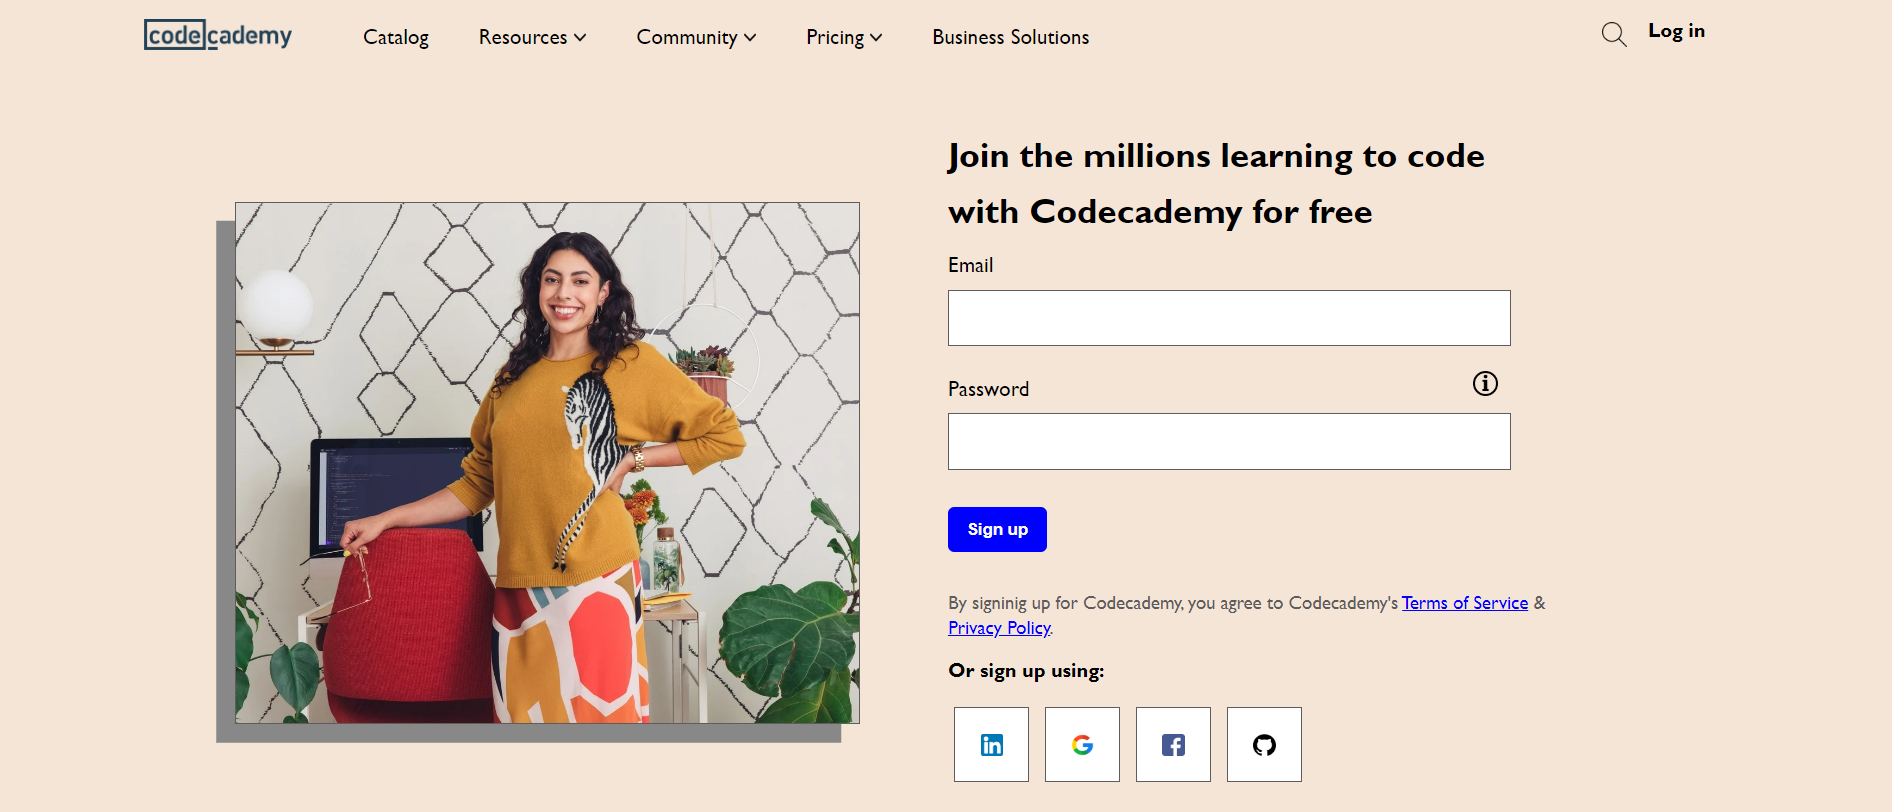 codecademy Catalog Resources Community Pricing Business Solutions Log in
Join the millions learning to code
with Codecademy for free
Email
Password
Sign up
By signinig up for Codecademy, you agree to Codecademy's Terms of Service &
Privacy Policy.
Or sign up using:
in G f